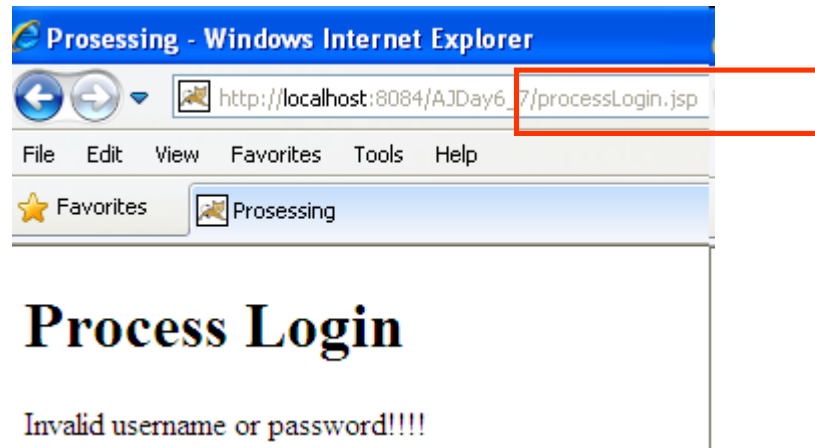 Prosessing - Windows Internet Explorer
http://localhost:8084/AJDay6_7/processLogin.jsp
File Edit View Favorites Tools Help
Favorites Prosessing
Process Login
Invalid username or password!!!!